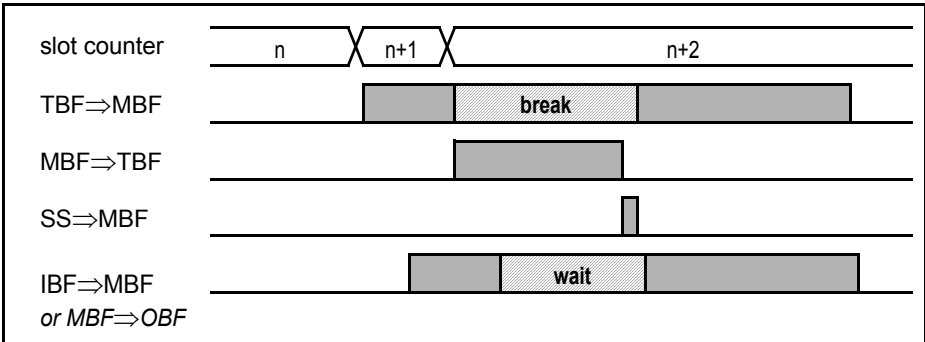 slot counter n n+1 n+2
TBF⇒MBF break
MBF⇒TBF
SS⇒MBF
IBF⇒MBF wait
or MBF⇒OBF